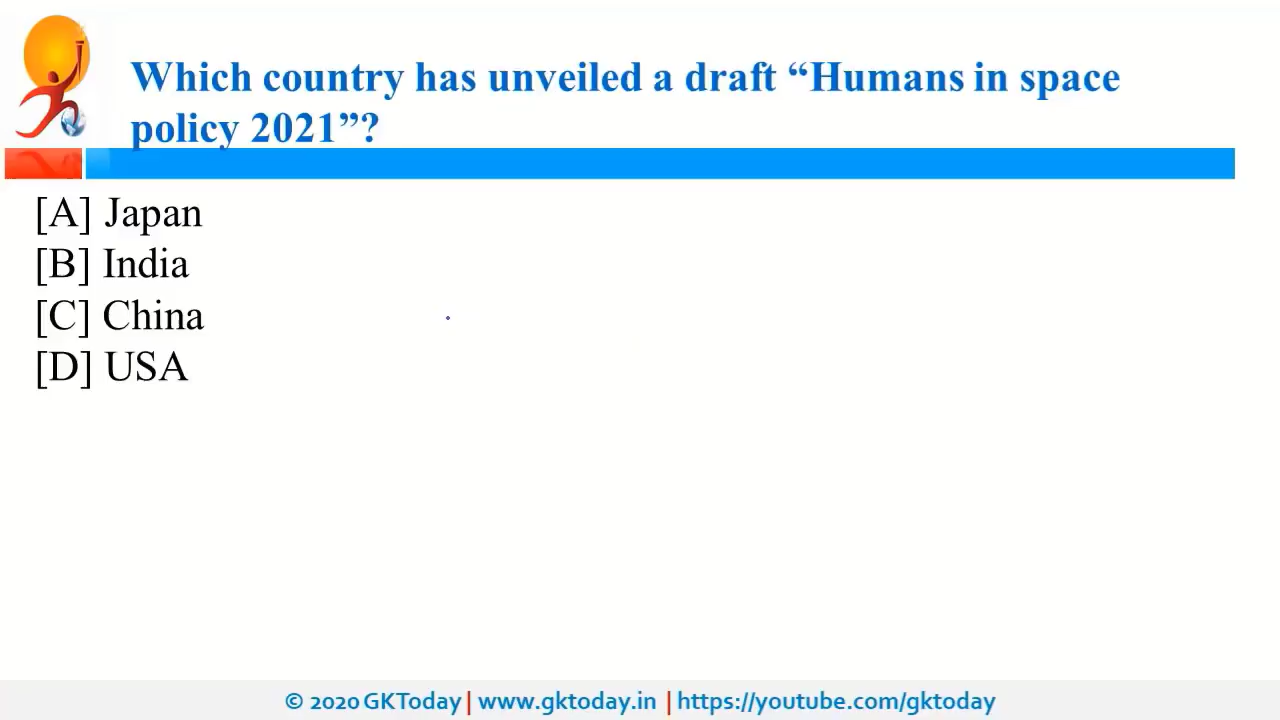 Which country has unveiled a draft “Humans in space
policy 2021”?
[A] Japan
[B] India
[C] China
[D] USA
© 2020 GKToday | www.gktoday.in | https://youtube.com/gktoday